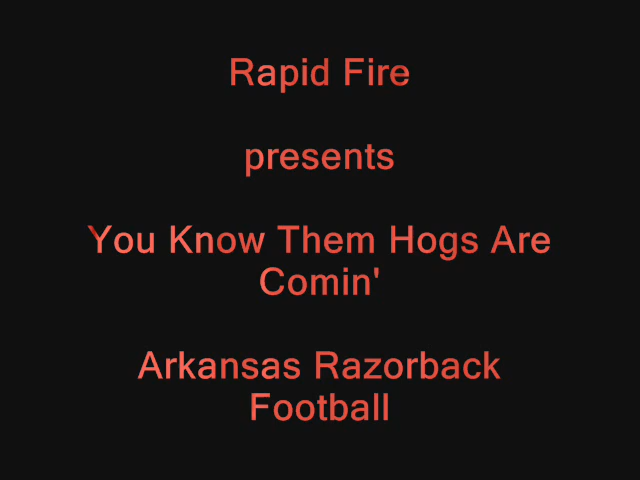 Rapid Fire
presents
You Know Them Hogs Are
Comin'
Arkansas Razorback
Football